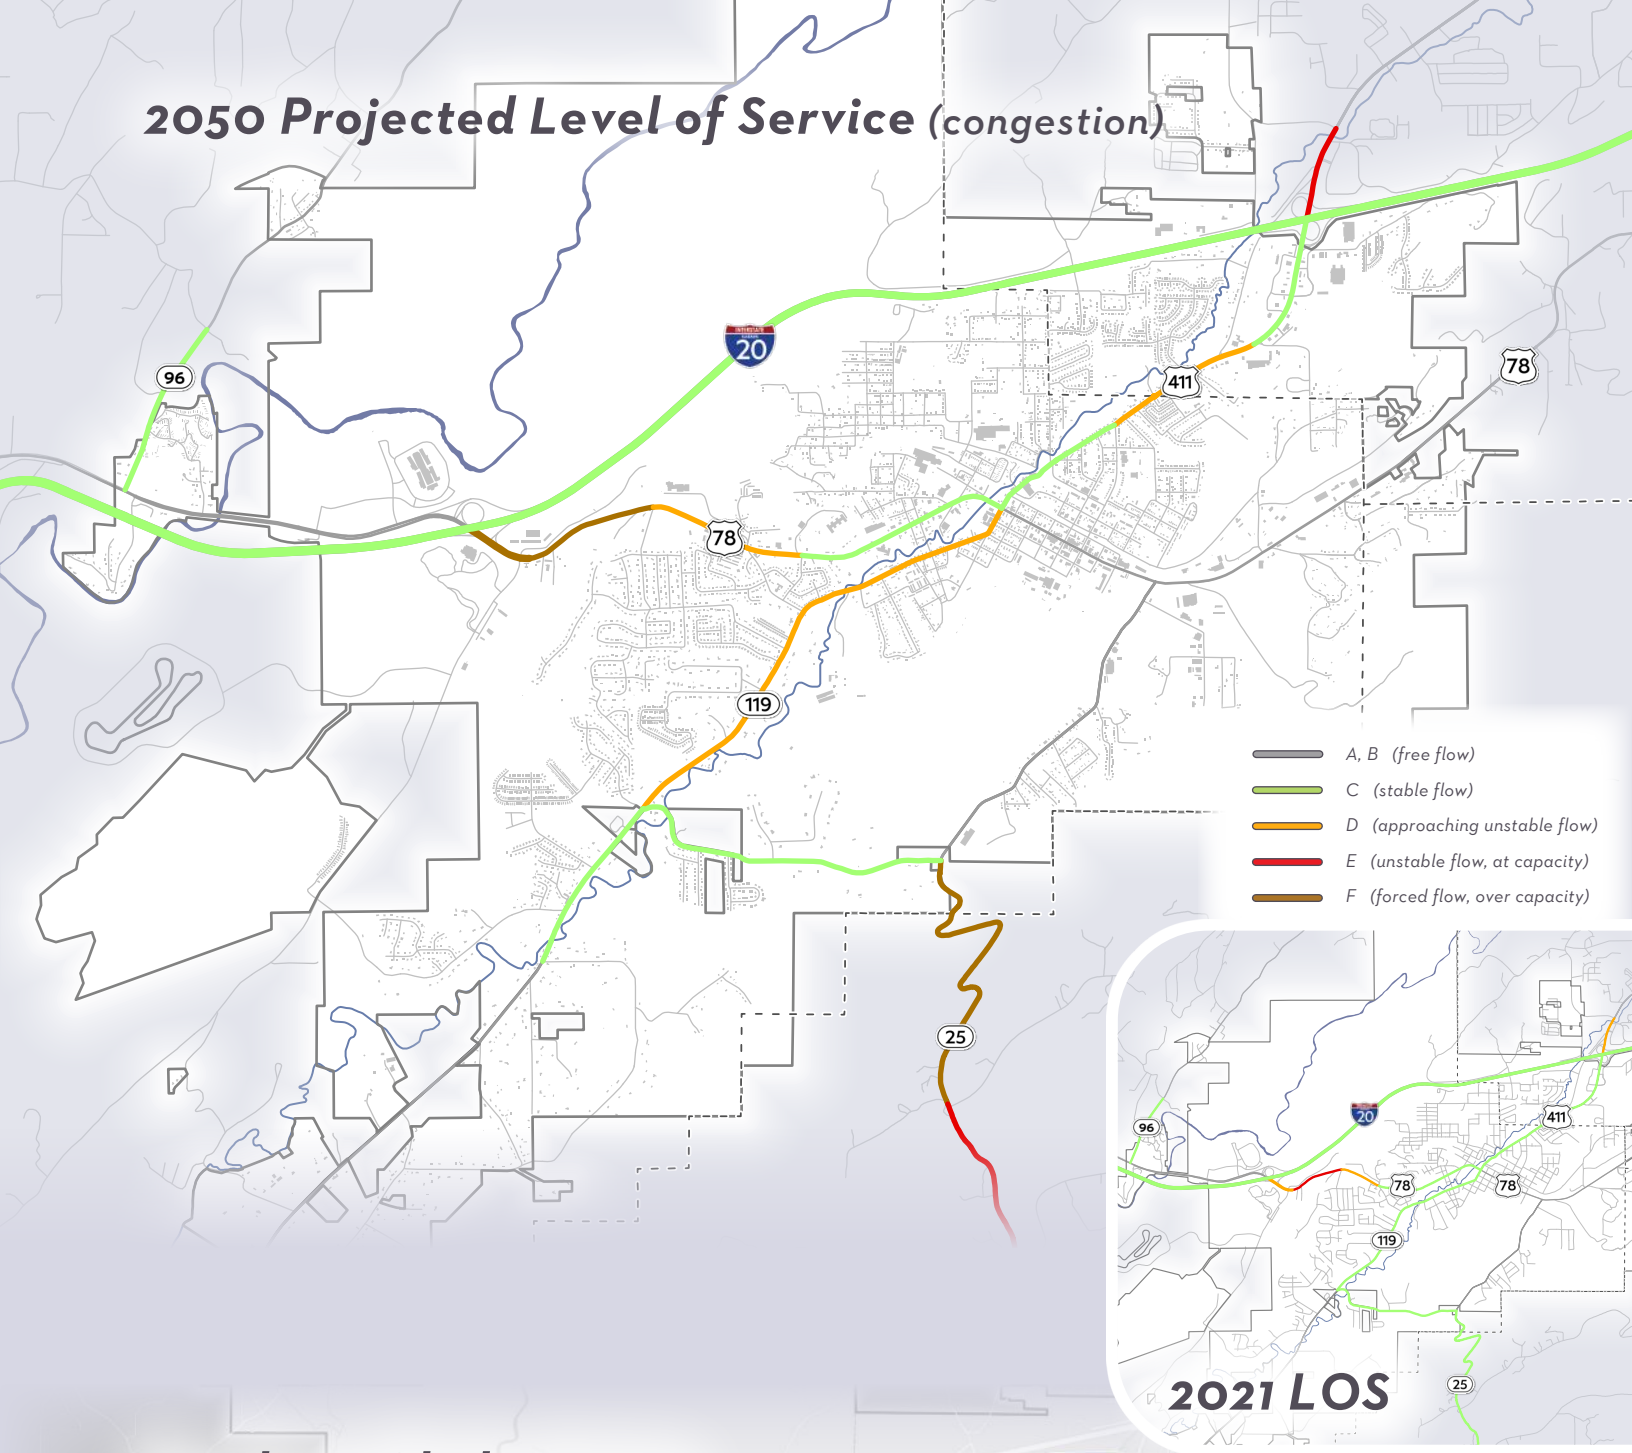 2050 Projected Level of Service (congestion)
INTERSTATE
20
96
411
78
78
119
25
A, B (free flow)
C (stable flow)
D (approaching unstable flow)
E (unstable flow, at capacity)
F (forced flow, over capacity)
20
411
96
78
78
119
25
2021 LOS